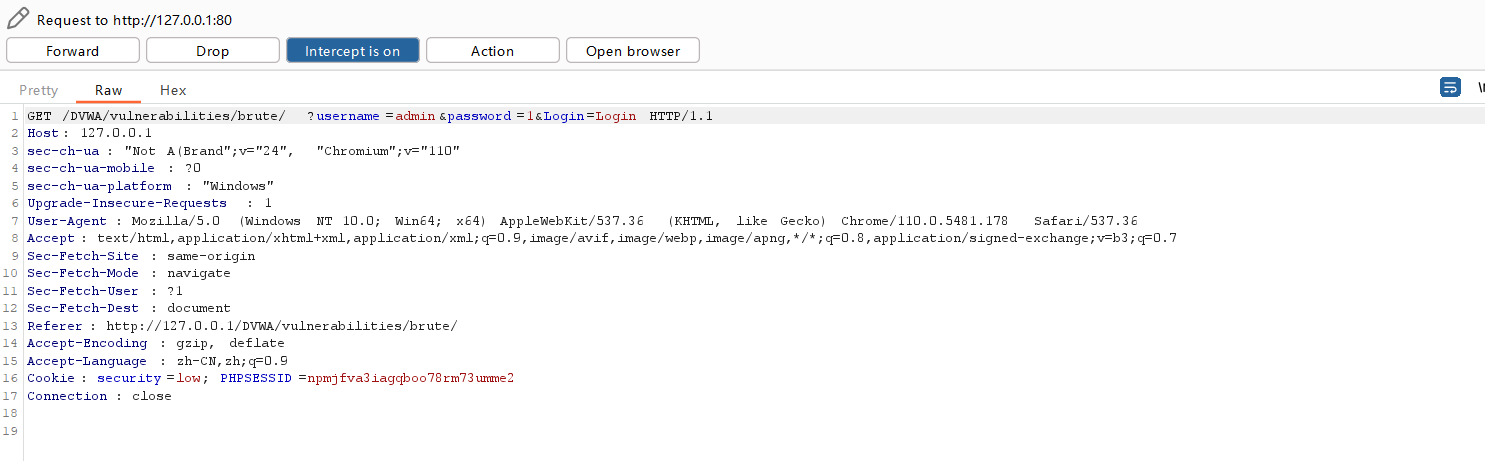 Request to http://127.0.0.1:80
Forward Drop Intercept is on Action Open browser
Pretty Raw Hex
1 GET /DVWA/vulnerabilities/brute/ ?username =admin &password =1&Login=Login HTTP/1.1
2 Host : 127.0.0.1
3 sec-ch-ua : "Not A(Brand";v="24", "Chromium";v="110"
4 sec-ch-ua-mobile : ?0
5 sec-ch-ua-platform : "Windows"
6 Upgrade-Insecure-Requests : 1
7 User-Agent : Mozilla/5.0 (Windows NT 10.0; Win64; x64) AppleWebKit/537.36 (KHTML, like Gecko) Chrome/110.0.5481.178 Safari/537.36
8 Accept : text/html,application/xhtml+xml,application/xml;q=0.9,image/avif,image/webp,image/apng,*/*;q=0.8,application/signed-exchange;v=b3;q=0.7
9 Sec-Fetch-Site : same-origin
10 Sec-Fetch-Mode : navigate
11 Sec-Fetch-User : ?1
12 Sec-Fetch-Dest : document
13 Referer : http://127.0.0.1/DVWA/vulnerabilities/brute/
14 Accept-Encoding : gzip, deflate
15 Accept-Language : zh-CN,zh;q=0.9
16 Cookie : security =low; PHPSESSID =npmjfva3iagqboo78rm73umme2
17 Connection : close
18
19